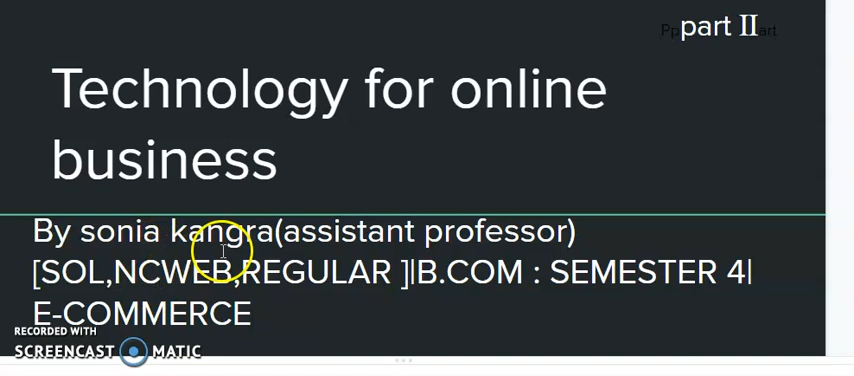 part II
Technology for online
business
By sonia kangra(assistant professor)
[SOL,NCWEB,REGULAR ]|B.COM : SEMESTER 4|
E-COMMERCE
RECORDED WITH
SCREENCAST MATIC